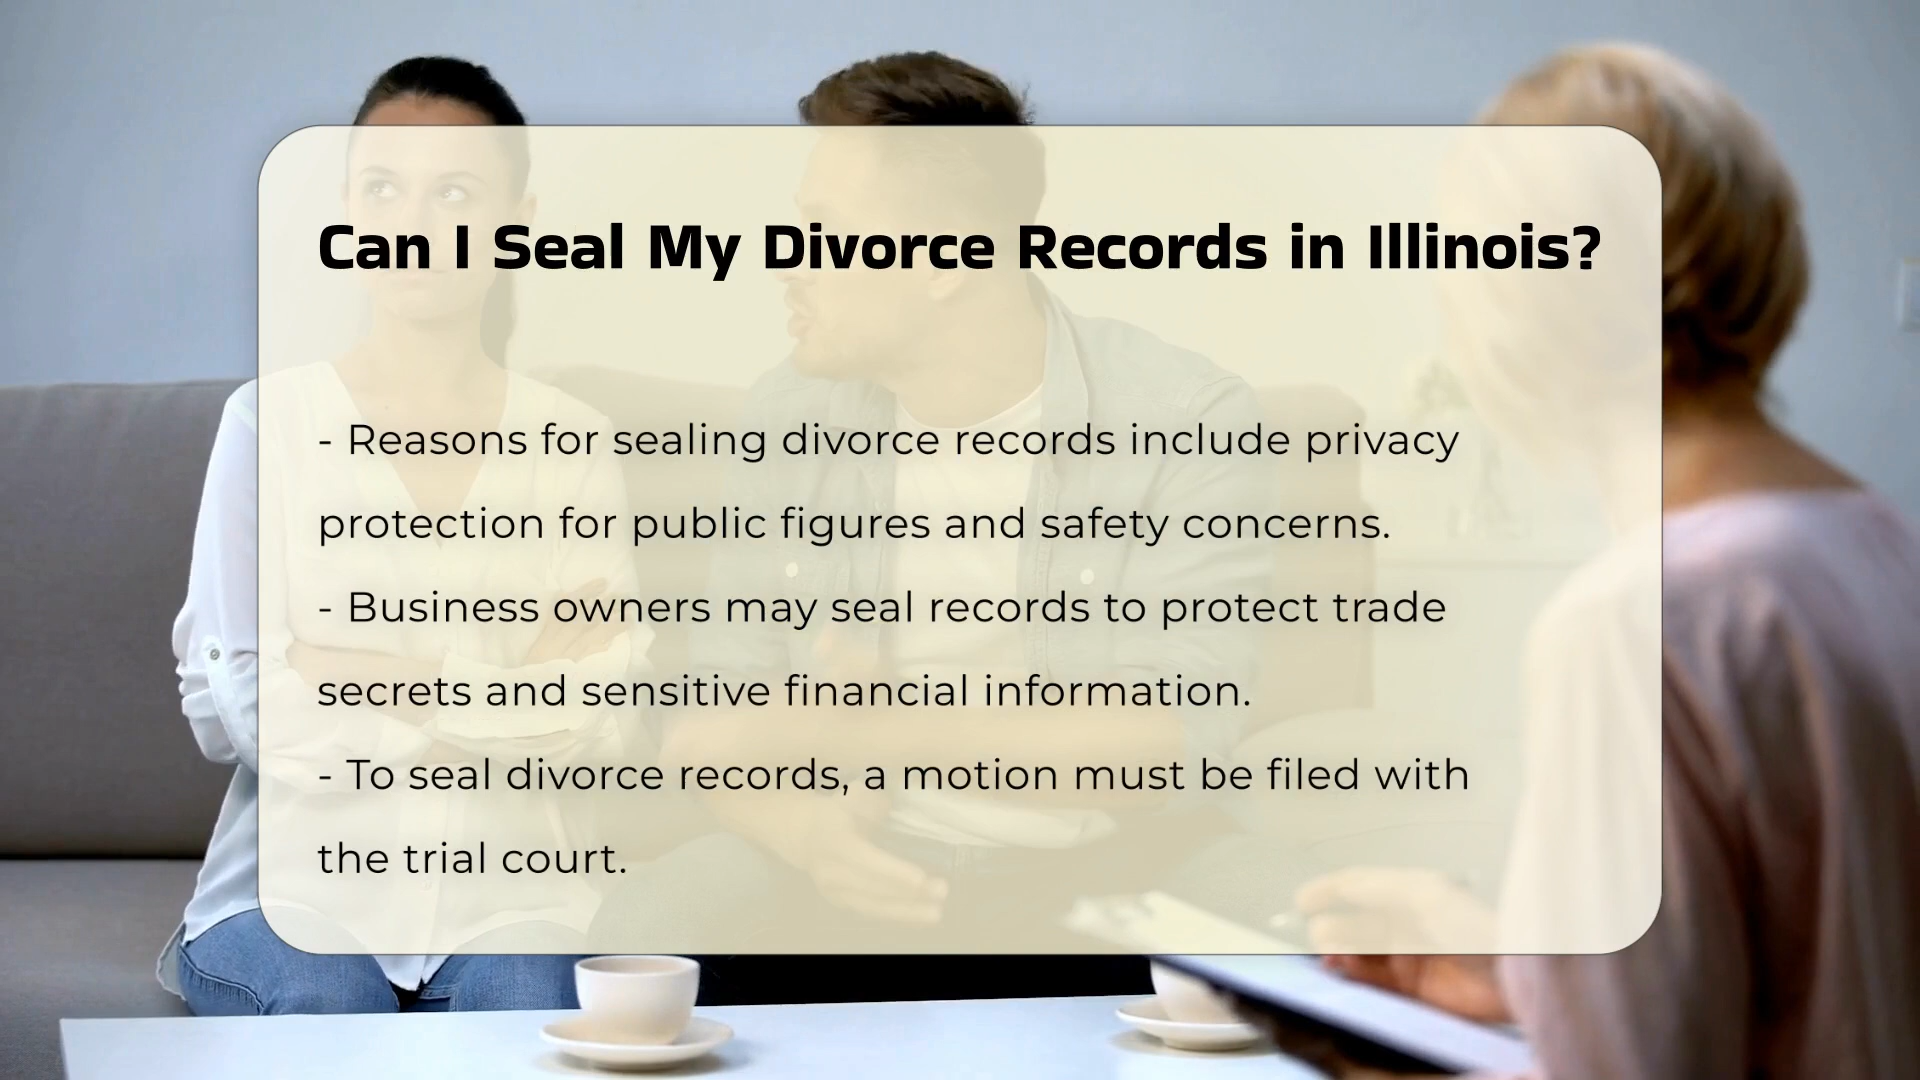 Can I Seal My Divorce Records in Illinois?
- Reasons for sealing divorce records include privacy
protection for public figures and safety concerns.
- Business owners may seal records to protect trade
secrets and sensitive financial information.
- To seal divorce records, a motion must be filed with
the trial court.